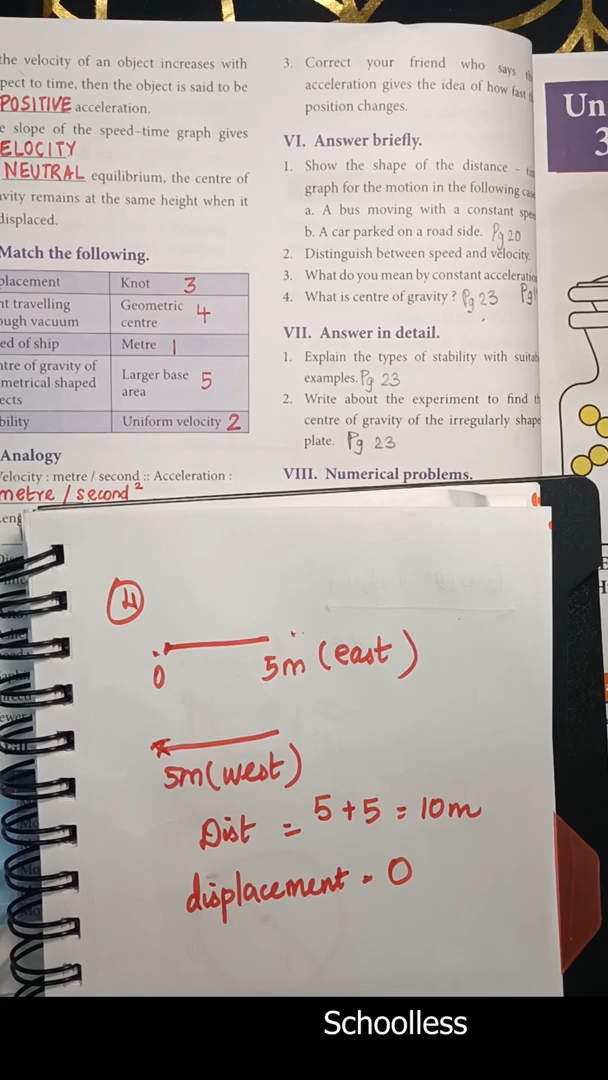 the velocity of an object increases with
pect to time, then the object is said to be
POSITIVE acceleration.
e slope of the speed-time graph gives
ELOCITY
NEUTRAL equilibrium, the centre of
vity remains at the same height when it
displaced.
Match the following.
placement Knot 3
nt travelling Geometric 4
ough vacuum centre
ed of ship Metre 1
ntre of gravity of Larger base 5
metrical shaped area
ects
bility Uniform velocity 2
Analogy
elocity : metre / second :: Acceleration :
metre / second²
eng
3. Correct your friend who says th
acceleration gives the idea of how fast
position changes.
VI. Answer briefly.
1. Show the shape of the distance –
graph for the motion in the following
a. A bus moving with a constant spe
b. A car parked on a road side. Pg 20
2. Distinguish between speed and velocity.
3. What do you mean by constant acceleratio
4. What is centre of gravity ? Pg 23 Pg
VII. Answer in detail.
1. Explain the types of stability with suitab
examples. Pg 23
2. Write about the experiment to find th
centre of gravity of the irregularly shape
plate. Pg 23
VIII. Numerical problems.
Un
3
4
0 5m (east)
5m (west)
Dist = 5 + 5 = 10m
displacement = 0
Schoolless